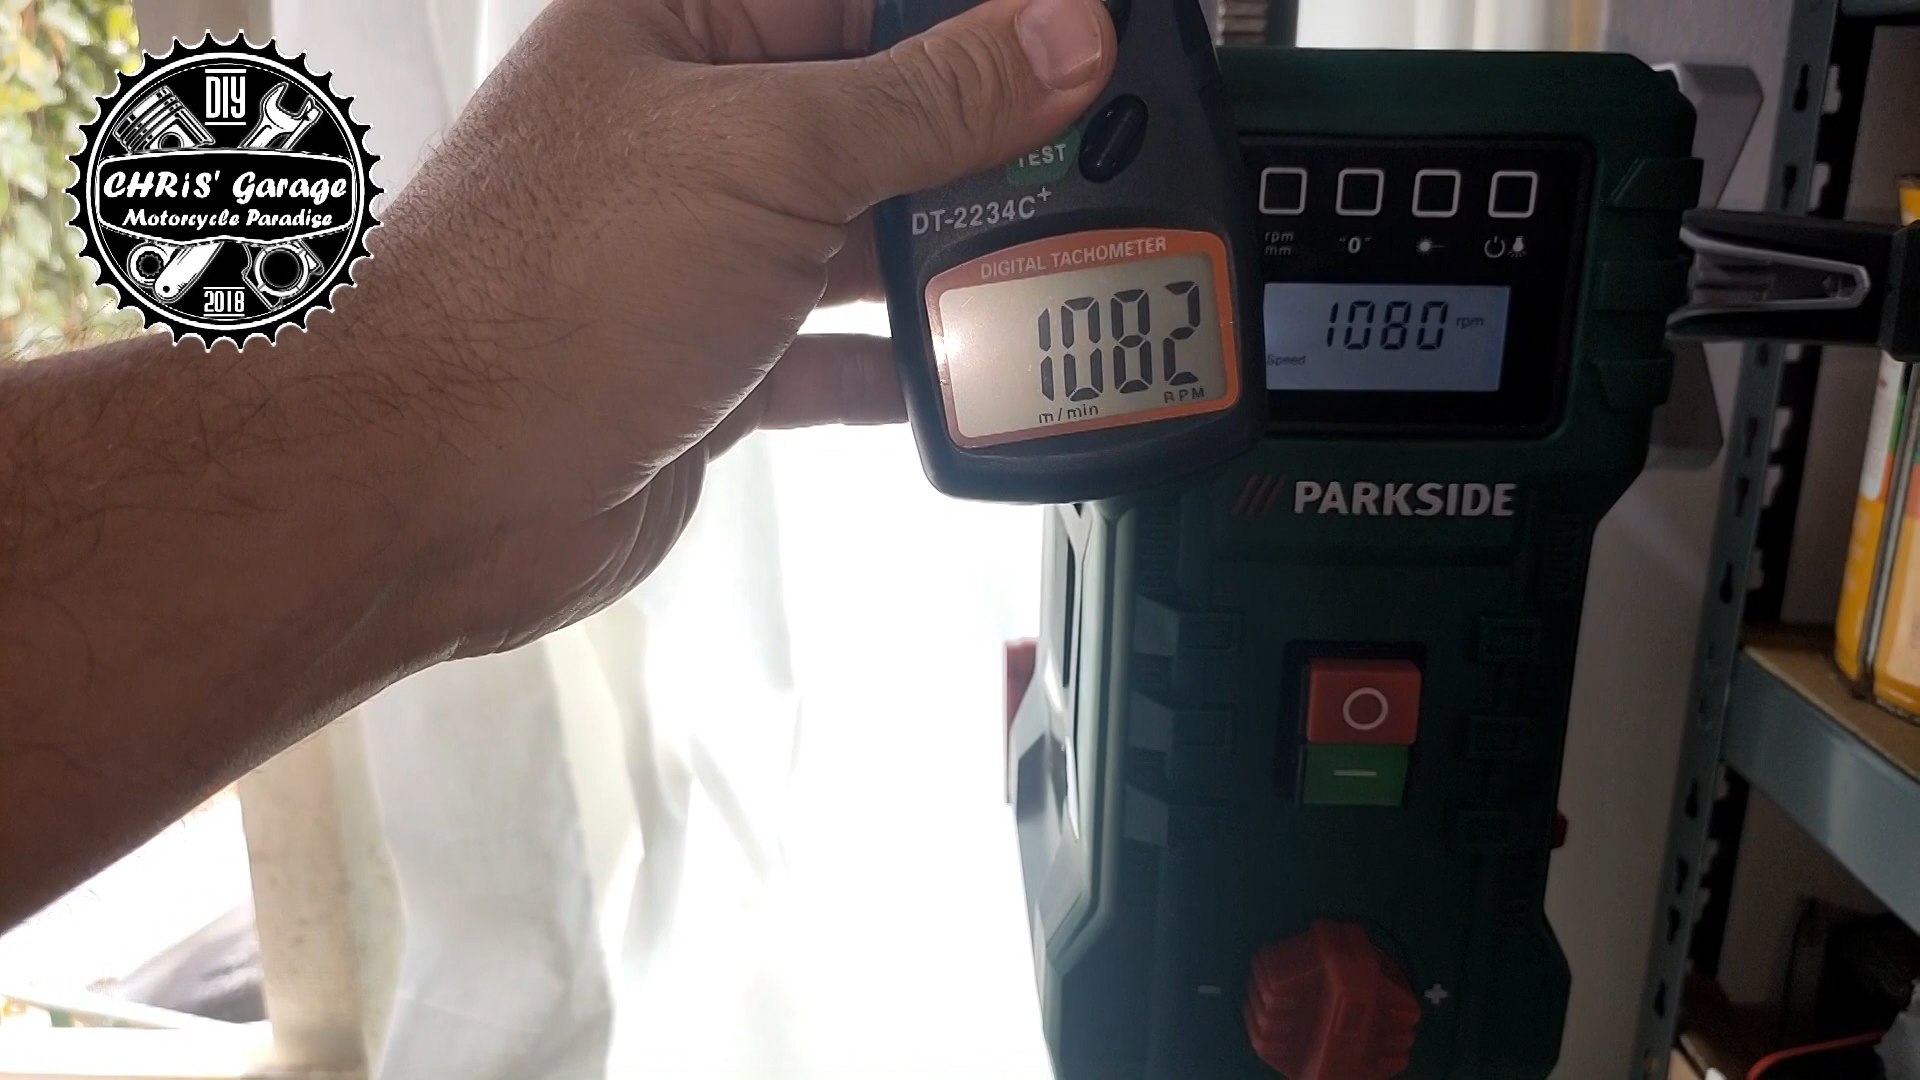 DIY
CHRiS' Garage
Motorcycle Paradise
2018
TEST
DT-2234C+
DIGITAL TACHOMETER
1082
m/min RPM
rpm
mm
"0"
1080 rpm
Speed
PARKSIDE
- +